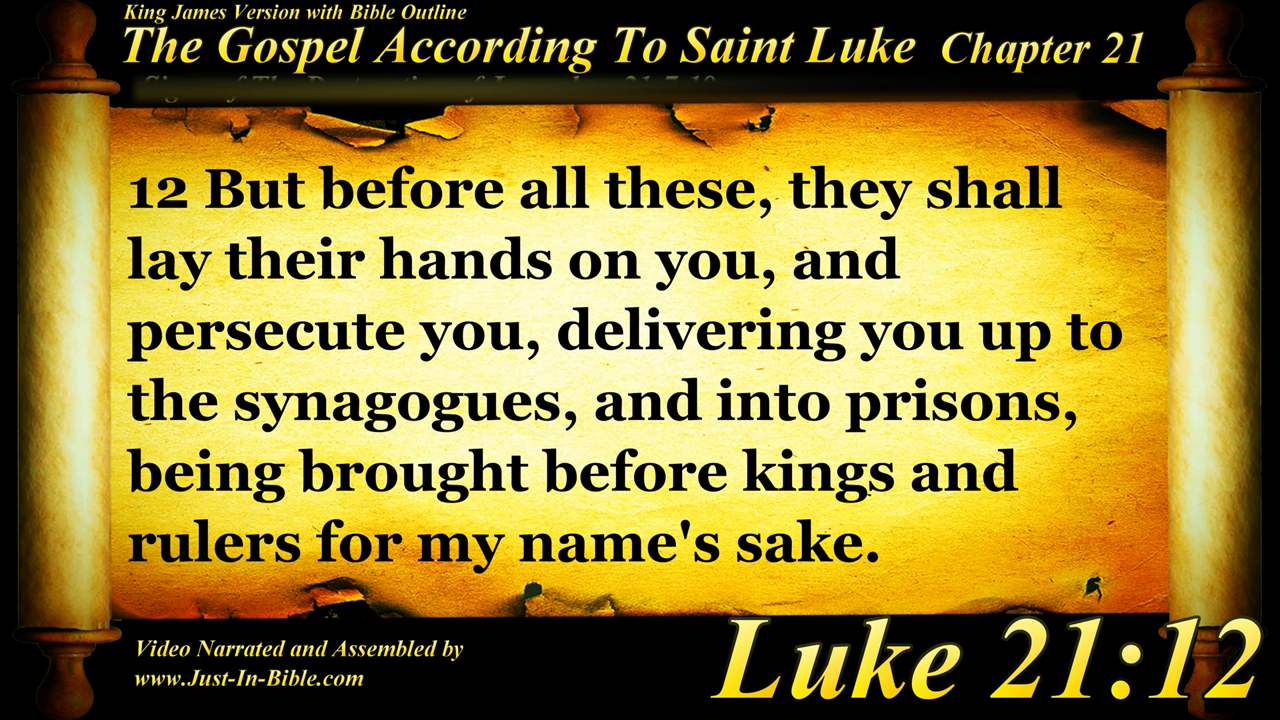 King James Version with Bible Outline
The Gospel According To Saint Luke Chapter 21
12 But before all these, they shall
lay their hands on you, and
persecute you, delivering you up to
the synagogues, and into prisons,
being brought before kings and
rulers for my name's sake.
Video Narrated and Assembled by
www.Just-In-Bible.com
Luke 21:12